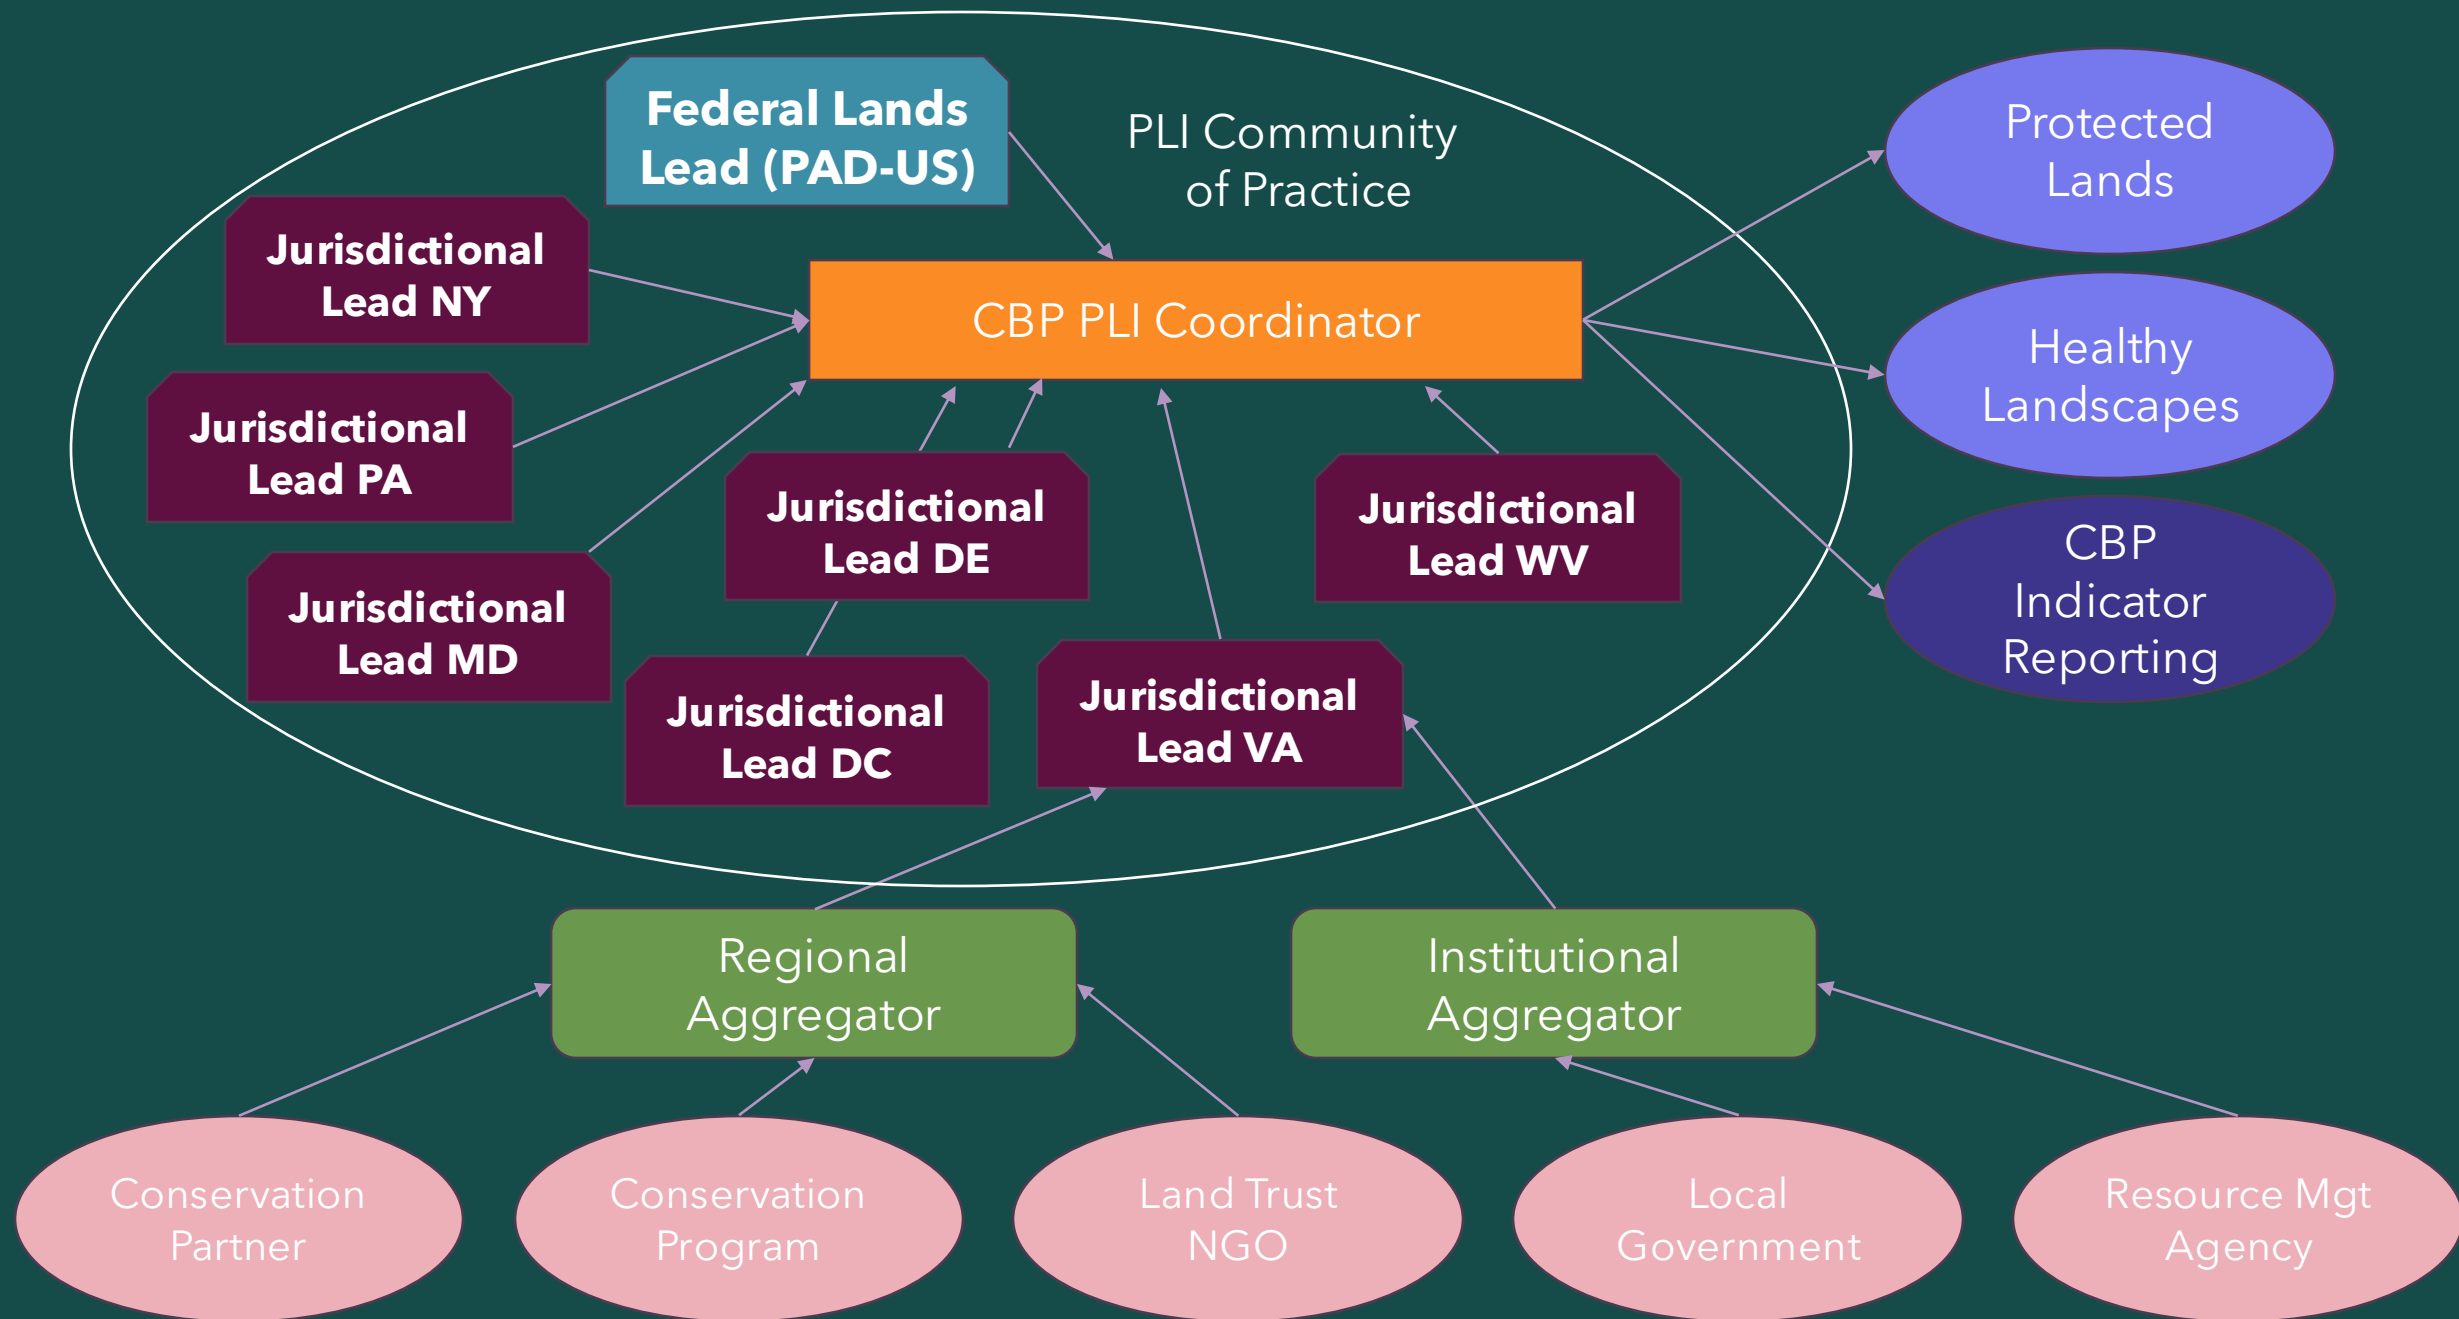 Federal Lands
Lead (PAD-US)
PLI Community
of Practice
Protected
Lands
Jurisdictional
Lead NY
CBP PLI Coordinator
Healthy
Landscapes
Jurisdictional
Lead PA
Jurisdictional
Lead DE
Jurisdictional
Lead WV
CBP
Indicator
Reporting
Jurisdictional
Lead MD
Jurisdictional
Lead DC
Jurisdictional
Lead VA
Regional
Aggregator
Institutional
Aggregator
Conservation
Partner
Conservation
Program
Land Trust
NGO
Local
Government
Resource Mgt
Agency